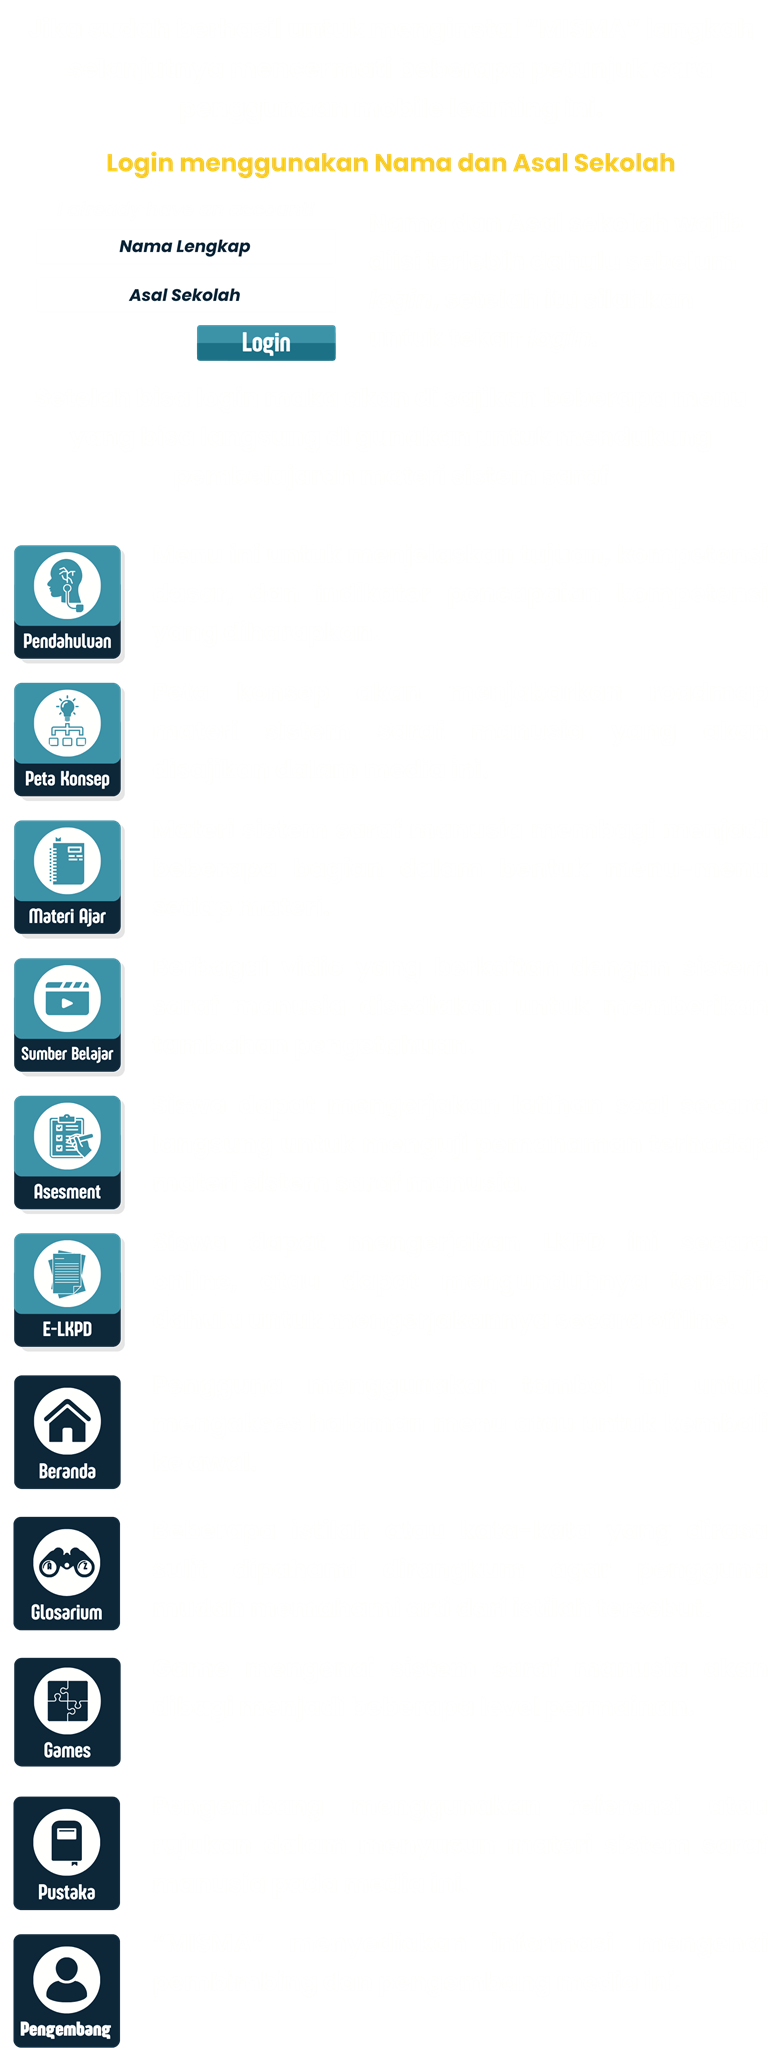 Login menggunakan Nama dan Asal Sekolah
Nama Lengkap
Asal Sekolah
Login
Pendahuluan
Peta Konsep
Materi Ajar
Sumber Belajar
Asesment
E-LKPD
Beranda
A Z
Glosarium
Games
Pustaka
Pengembang